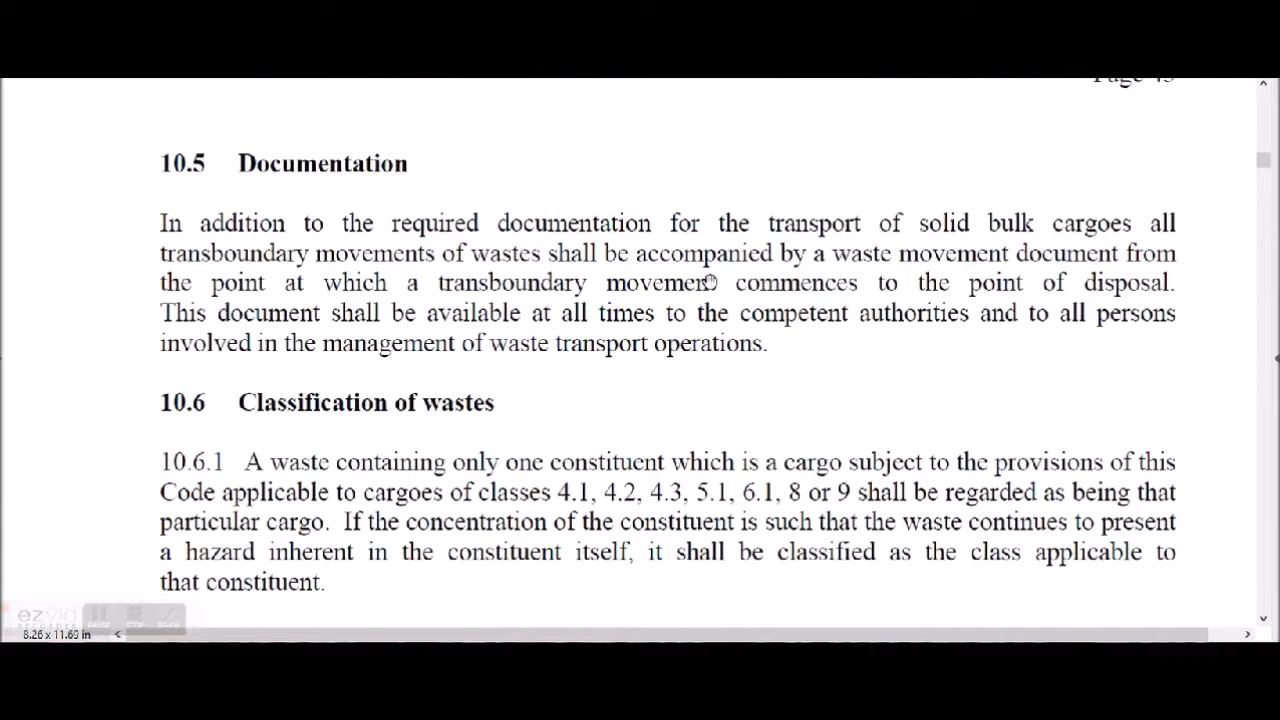 Page 45
10.5 Documentation
In addition to the required documentation for the transport of solid bulk cargoes all
transboundary movements of wastes shall be accompanied by a waste movement document from
the point at which a transboundary movement commences to the point of disposal.
This document shall be available at all times to the competent authorities and to all persons
involved in the management of waste transport operations.
10.6 Classification of wastes
10.6.1 A waste containing only one constituent which is a cargo subject to the provisions of this
Code applicable to cargoes of classes 4.1, 4.2, 4.3, 5.1, 6.1, 8 or 9 shall be regarded as being that
particular cargo. If the concentration of the constituent is such that the waste continues to present
a hazard inherent in the constituent itself, it shall be classified as the class applicable to
that constituent.
ezvid
RECORDER
8.26 x 11.69 in